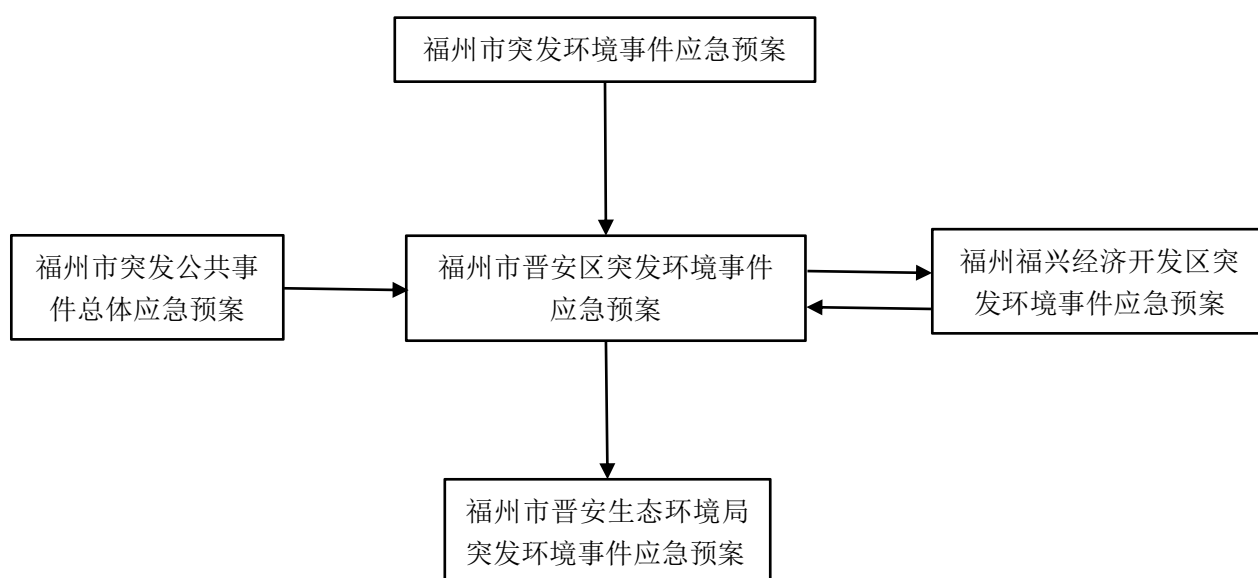 福州市突发环境事件应急预案
福州市突发公共事
件总体应急预案
福州市晋安区突发环境事件
应急预案
福州福兴经济开发区突
发环境事件应急预案
福州市晋安生态环境局
突发环境事件应急预案